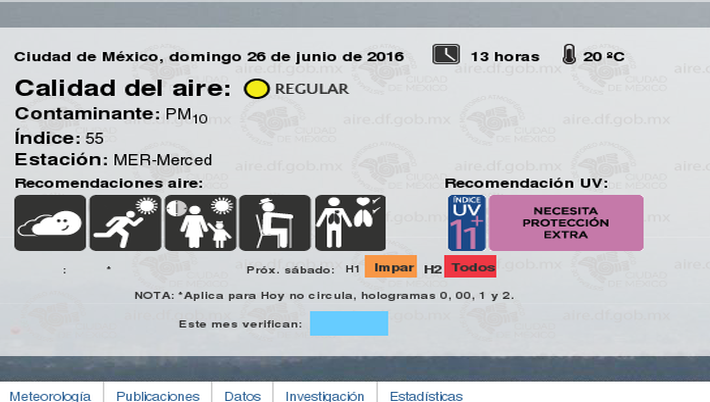 Ciudad de México, domingo 26 de junio de 2016 13 horas 20 ºC
Calidad del aire: REGULAR
Contaminante: PM10
Índice: 55
Estación: MER-Merced
Recomendaciones aire: Recomendación UV:
ÍNDICE UV 11+ NECESITA PROTECCIÓN EXTRA
: * Próx. sábado: H1 Impar H2 Todos
NOTA: *Aplica para Hoy no circula, hologramas 0, 00, 1 y 2.
Este mes verifican:
Meteorología Publicaciones Datos Investigación Estadísticas